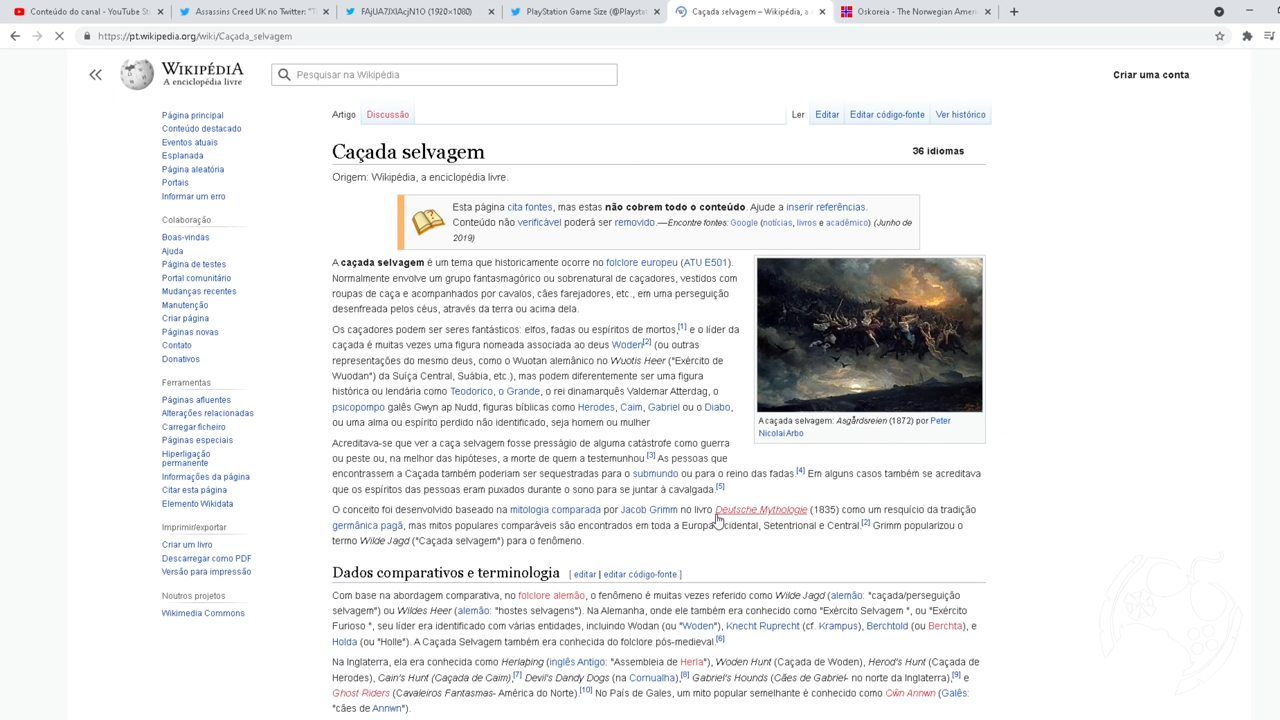 Conteúdo do canal - YouTube St
Assassins Creed UK no Twitter: "T
FAjUA7JXIAcjN1O (1920×1080)
PlayStation Game Size (@Playsta
Caçada selvagem – Wikipédia, a
Oskoreia - The Norwegian Ameri
https://pt.wikipedia.org/wiki/Caçada_selvagem
WIKIPÉDIA
A enciclopédia livre
Pesquisar na Wikipédia
Criar uma conta
Página principal
Conteúdo destacado
Eventos atuais
Esplanada
Página aleatória
Portais
Informar um erro
Colaboração
Boas-vindas
Ajuda
Página de testes
Portal comunitário
Mudanças recentes
Manutenção
Criar página
Páginas novas
Contato
Donativos
Ferramentas
Páginas afluentes
Alterações relacionadas
Carregar ficheiro
Páginas especiais
Hiperligação
permanente
Informações da página
Citar esta página
Elemento Wikidata
Imprimir/exportar
Criar um livro
Descarregar como PDF
Versão para impressão
Noutros projetos
Wikimedia Commons
Artigo Discussão Ler Editar Editar código-fonte Ver histórico
Caçada selvagem
36 idiomas
Origem: Wikipédia, a enciclopédia livre.
Esta página cita fontes, mas estas não cobrem todo o conteúdo. Ajude a inserir referências.
Conteúdo não verificável poderá ser removido.—Encontre fontes: Google (notícias, livros e acadêmico) (Junho de
2019)
A caçada selvagem é um tema que historicamente ocorre no folclore europeu (ATU E501).
Normalmente envolve um grupo fantasmagórico ou sobrenatural de caçadores, vestidos com
roupas de caça e acompanhados por cavalos, cães farejadores, etc., em uma perseguição
desenfreada pelos céus, através da terra ou acima dela.
Os caçadores podem ser seres fantásticos: elfos, fadas ou espíritos de mortos,[1] e o líder da
caçada é muitas vezes uma figura nomeada associada ao deus Woden[2] (ou outras
representações do mesmo deus, como o Wuotan alemânico no Wuotis Heer ("Exército de
Wuodan") da Suíça Central, Suábia, etc.), mas podem diferentemente ser uma figura
histórica ou lendária como Teodorico, o Grande, o rei dinamarquês Valdemar Atterdag, o
psicopompo galês Gwyn ap Nudd, figuras bíblicas como Herodes, Caim, Gabriel ou o Diabo,
ou uma alma ou espírito perdido não identificado, seja homem ou mulher
A caçada selvagem: Asgårdsreien (1872) por Peter
Nicolai Arbo
Acreditava-se que ver a caça selvagem fosse presságio de alguma catástrofe como guerra
ou peste ou, na melhor das hipóteses, a morte de quem a testemunhou.[3] As pessoas que
encontrassem a Caçada também poderiam ser sequestradas para o submundo ou para o reino das fadas.[4] Em alguns casos também se acreditava
que os espíritos das pessoas eram puxados durante o sono para se juntar à cavalgada.[5]
O conceito foi desenvolvido baseado na mitologia comparada por Jacob Grimm no livro Deutsche Mythologie (1835) como um resquício da tradição
germânica pagã, mas mitos populares comparáveis são encontrados em toda a Europa Ocidental, Setentrional e Central.[2] Grimm popularizou o
termo Wilde Jagd ("Caçada selvagem") para o fenômeno.
Dados comparativos e terminologia [ editar | editar código-fonte ]
Com base na abordagem comparativa, no folclore alemão, o fenômeno é muitas vezes referido como Wilde Jagd (alemão: "caçada/perseguição
selvagem") ou Wildes Heer (alemão: "hostes selvagens"). Na Alemanha, onde ele também era conhecido como "Exército Selvagem ", ou "Exército
Furioso ", seu líder era identificado com várias entidades, incluindo Wodan (ou "Woden"), Knecht Ruprecht (cf. Krampus), Berchtold (ou Berchta), e
Holda (ou "Holle"). A Caçada Selvagem também era conhecida do folclore pós-medieval.[6]
Na Inglaterra, ela era conhecida como Herlaþing (inglês Antigo: "Assembleia de Herla"), Woden Hunt (Caçada de Woden), Herod's Hunt (Caçada de
Herodes), Cain's Hunt (Caçada de Caim),[7] Devil's Dandy Dogs (na Cornualha),[8] Gabriel's Hounds (Cães de Gabriel- no norte da Inglaterra),[9] e
Ghost Riders (Cavaleiros Fantasmas- América do Norte).[10] No País de Gales, um mito popular semelhante é conhecido como Cŵn Annwn (Galês:
"cães de Annwn").